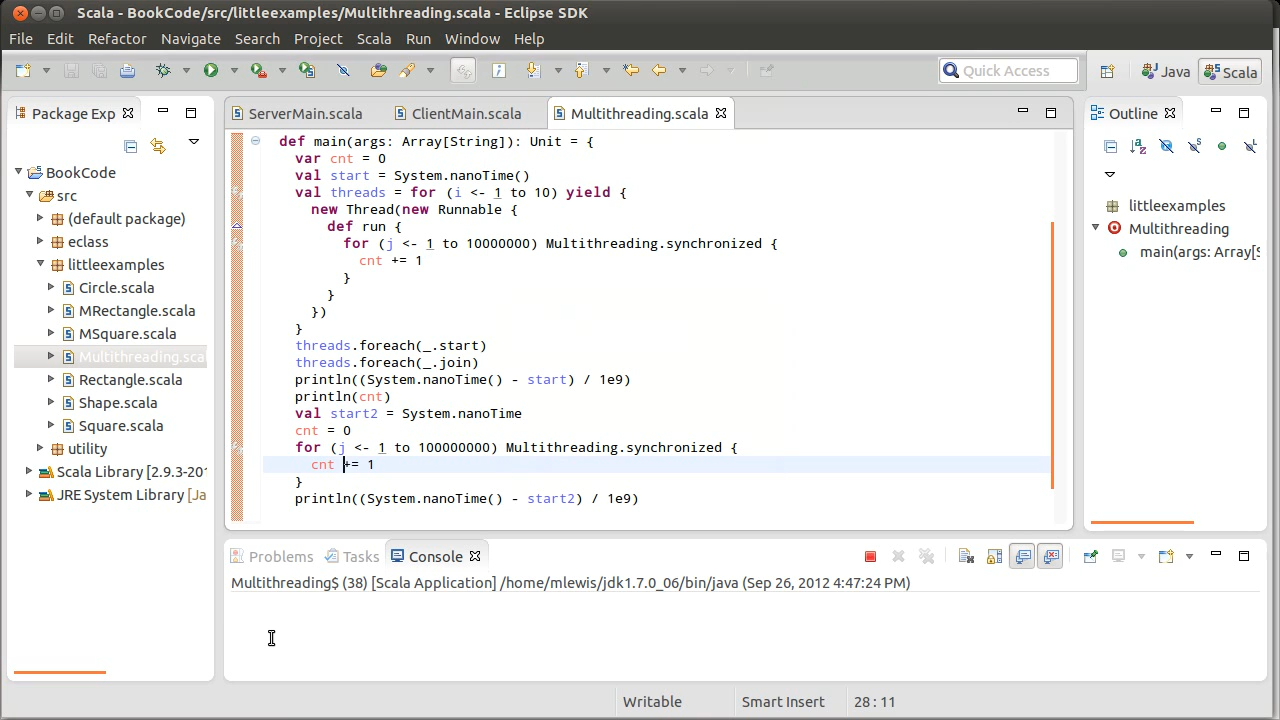 Scala - BookCode/src/littleexamples/Multithreading.scala - Eclipse SDK
File Edit Refactor Navigate Search Project Scala Run Window Help
Quick Access
Java
Scala
Package Exp
BookCode
src
(default package)
eclass
littleexamples
Circle.scala
MRectangle.scala
MSquare.scala
Multithreading.sca
Rectangle.scala
Shape.scala
Square.scala
utility
Scala Library [2.9.3-201
JRE System Library [Ja
ServerMain.scala
ClientMain.scala
Multithreading.scala
def main(args: Array[String]): Unit = {
var cnt = 0
val start = System.nanoTime()
val threads = for (i <- 1 to 10) yield {
new Thread(new Runnable {
def run {
for (j <- 1 to 10000000) Multithreading.synchronized {
cnt += 1
}
}
})
}
threads.foreach(_.start)
threads.foreach(_.join)
println((System.nanoTime() - start) / 1e9)
println(cnt)
val start2 = System.nanoTime
cnt = 0
for (j <- 1 to 100000000) Multithreading.synchronized {
cnt += 1
}
println((System.nanoTime() - start2) / 1e9)
Outline
littleexamples
Multithreading
main(args: Array[S
Problems
Tasks
Console
Multithreading$ (38) [Scala Application] /home/mlewis/jdk1.7.0_06/bin/java (Sep 26, 2012 4:47:24 PM)
Writable
Smart Insert
28 : 11